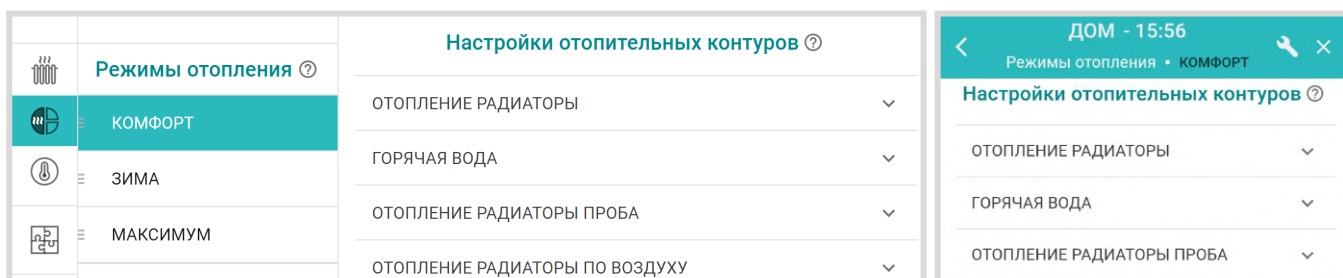 Режимы отопления
КОМФОРТ
ЗИМА
МАКСИМУМ
Настройки отопительных контуров
ОТОПЛЕНИЕ РАДИАТОРЫ
ГОРЯЧАЯ ВОДА
ОТОПЛЕНИЕ РАДИАТОРЫ ПРОБА
ОТОПЛЕНИЕ РАДИАТОРЫ ПО ВОЗДУХУ
ДОМ - 15:56
Режимы отопления • КОМФОРТ
Настройки отопительных контуров
ОТОПЛЕНИЕ РАДИАТОРЫ
ГОРЯЧАЯ ВОДА
ОТОПЛЕНИЕ РАДИАТОРЫ ПРОБА